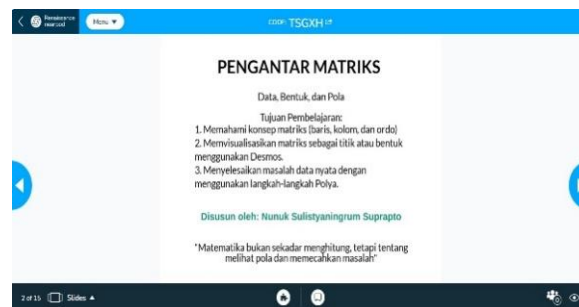 Renaissance
nearpod
Menu ▼
CODE: TSGXH
PENGANTAR MATRIKS
Data, Bentuk, dan Pola
Tujuan Pembelajaran:
1. Memahami konsep matriks (baris, kolom, dan ordo)
2. Memvisualisasikan matriks sebagai titik atau bentuk
menggunakan Desmos.
3. Menyelesaikan masalah data nyata dengan
menggunakan langkah-langkah Polya.
Disusun oleh: Nunuk Sulistyaningrum Suprapto
"Matematika bukan sekadar menghitung, tetapi tentang
melihat pola dan memecahkan masalah"
2 of 15 Slides ▲